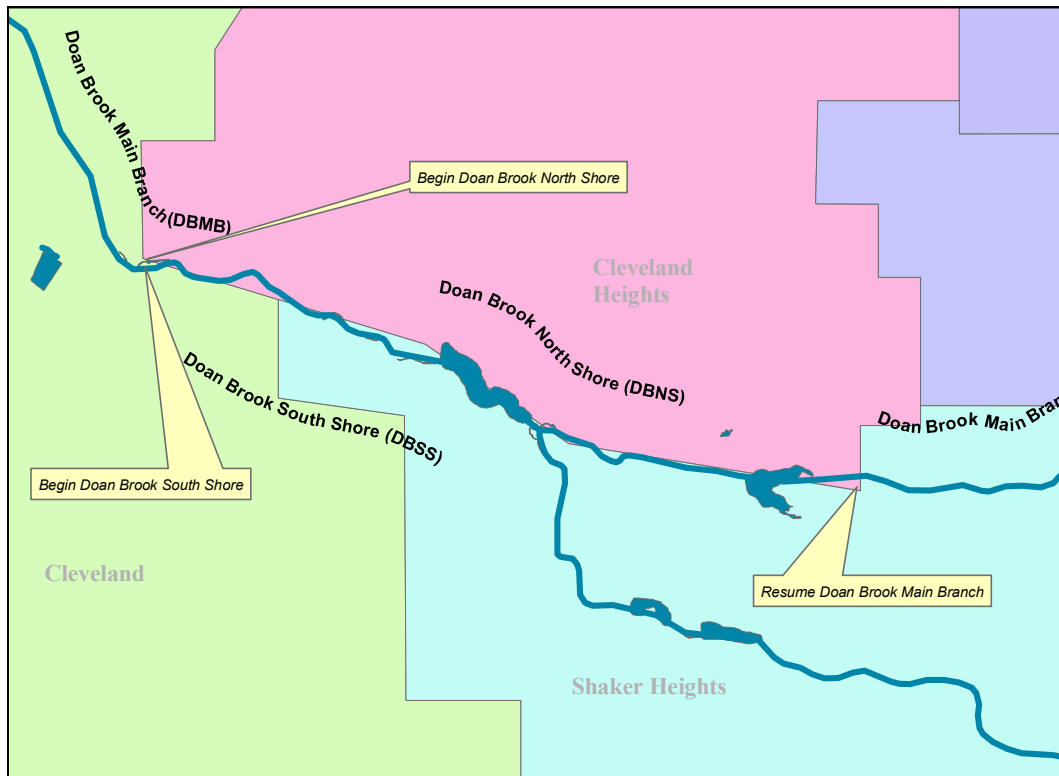 Doan Brook Main Branch(DBMB)
Begin Doan Brook North Shore
Cleveland
Heights
Doan Brook North Shore (DBNS)
Doan Brook South Shore (DBSS)
Doan Brook Main Bran
Begin Doan Brook South Shore
Cleveland
Resume Doan Brook Main Branch
Shaker Heights